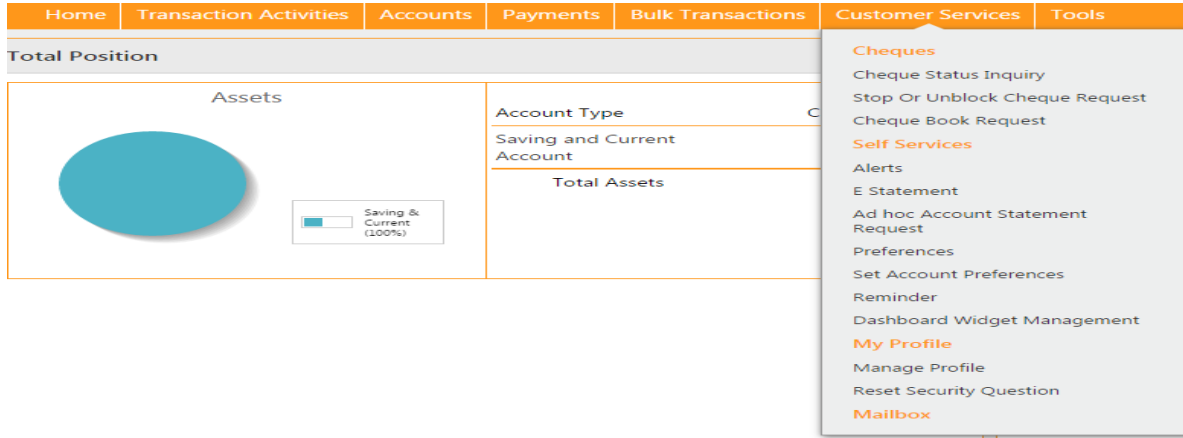 Home Transaction Activities Accounts Payments Bulk Transactions Customer Services Tools
Total Position
Assets
Saving &
Current
(100%)
Account Type C
Saving and Current
Account
Total Assets
Cheques
Cheque Status Inquiry
Stop Or Unblock Cheque Request
Cheque Book Request
Self Services
Alerts
E Statement
Ad hoc Account Statement
Request
Preferences
Set Account Preferences
Reminder
Dashboard Widget Management
My Profile
Manage Profile
Reset Security Question
Mailbox